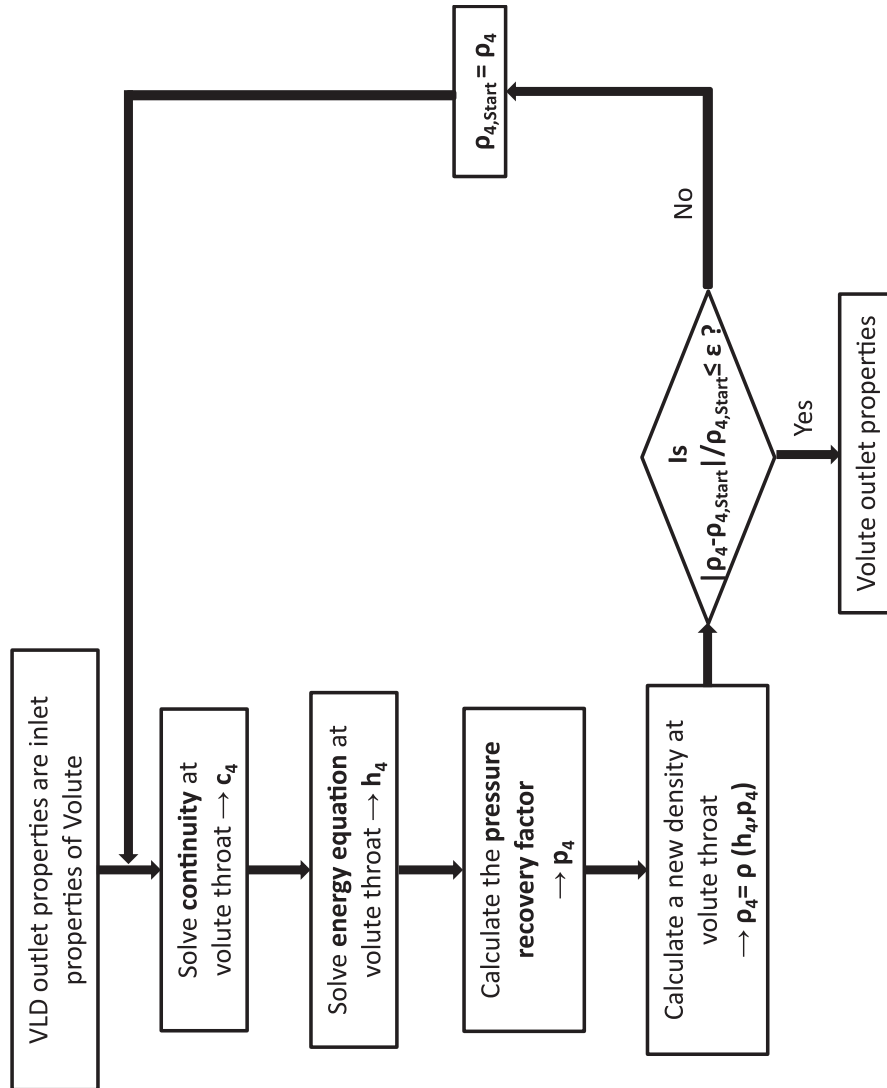 VLD outlet properties are inlet
properties of Volute
Solve continuity at
volute throat → c₄
Solve energy equation at
volute throat → h₄
Calculate the pressure
recovery factor
→ p₄
Calculate a new density at
volute throat
→ ρ₄ = ρ (h₄,p₄)
Is
|ρ₄-ρ₄,Start|/ρ₄,Start≤ ε ?
No
ρ₄,Start = ρ₄
Yes
Volute outlet properties